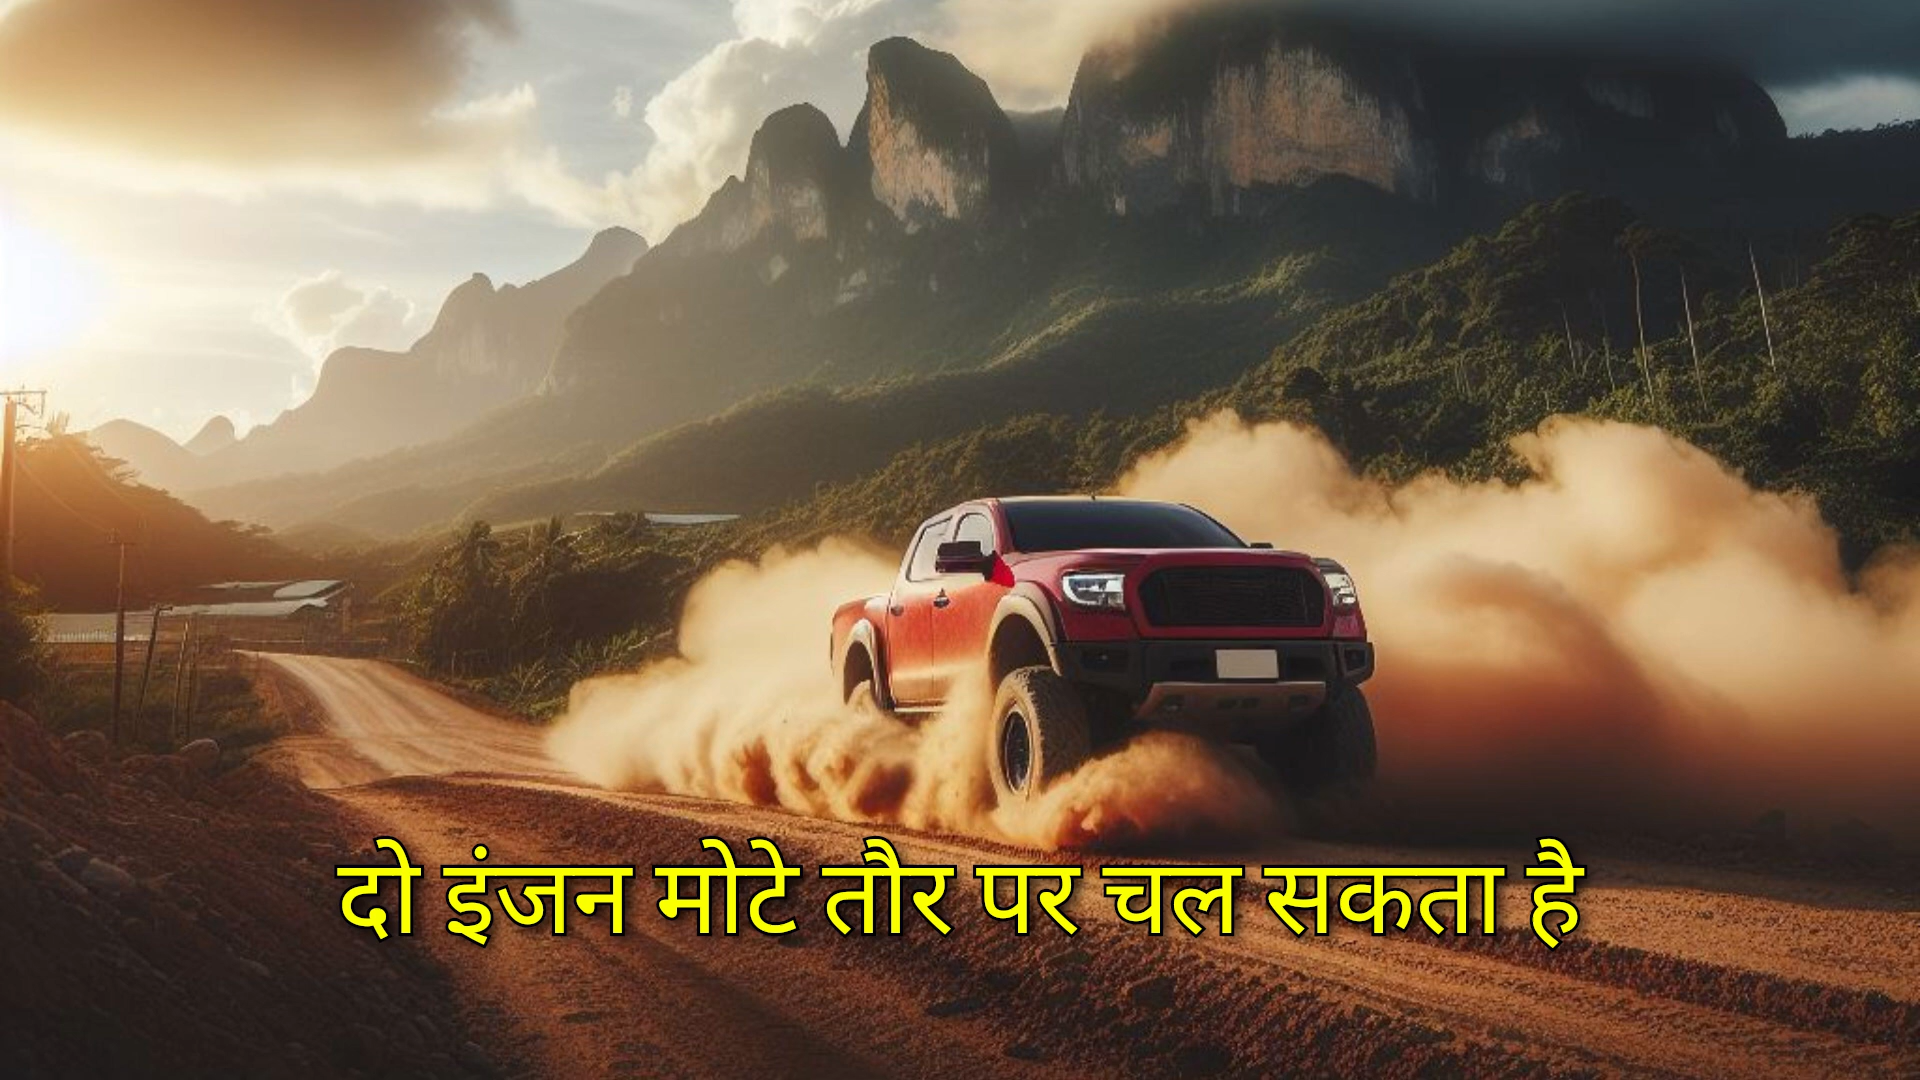 दो इंजन मोटे तौर पर चल सकता है